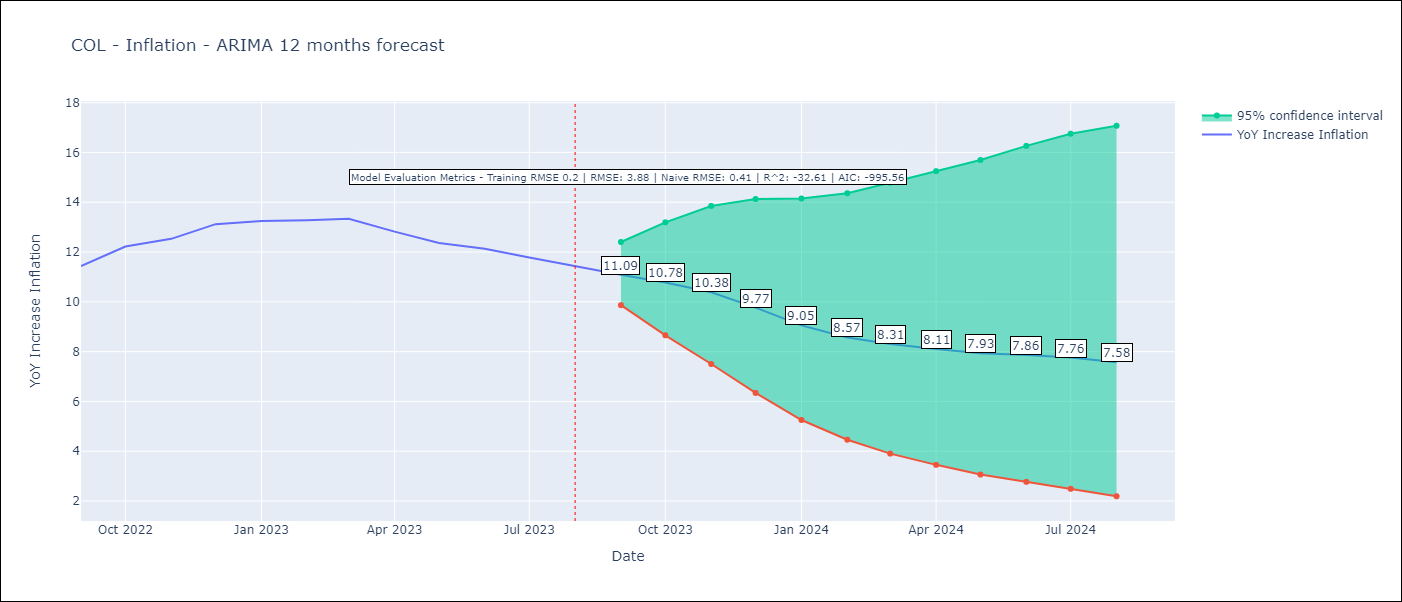 COL - Inflation - ARIMA 12 months forecast
18
16
14
12
10
8
6
4
2
YoY Increase Inflation
Model Evaluation Metrics - Training RMSE 0.2 | RMSE: 3.88 | Naive RMSE: 0.41 | R^2: -32.61 | AIC: -995.56
11.09
10.78
10.38
9.77
9.05
8.57
8.31
8.11
7.93
7.86
7.76
7.58
Oct 2022
Jan 2023
Apr 2023
Jul 2023
Oct 2023
Jan 2024
Apr 2024
Jul 2024
Date
95% confidence interval
YoY Increase Inflation